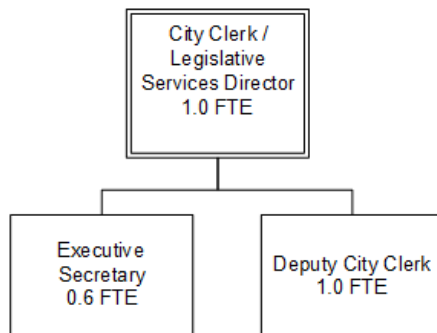 City Clerk /
Legislative
Services Director
1.0 FTE
Executive
Secretary
0.6 FTE
Deputy City Clerk
1.0 FTE